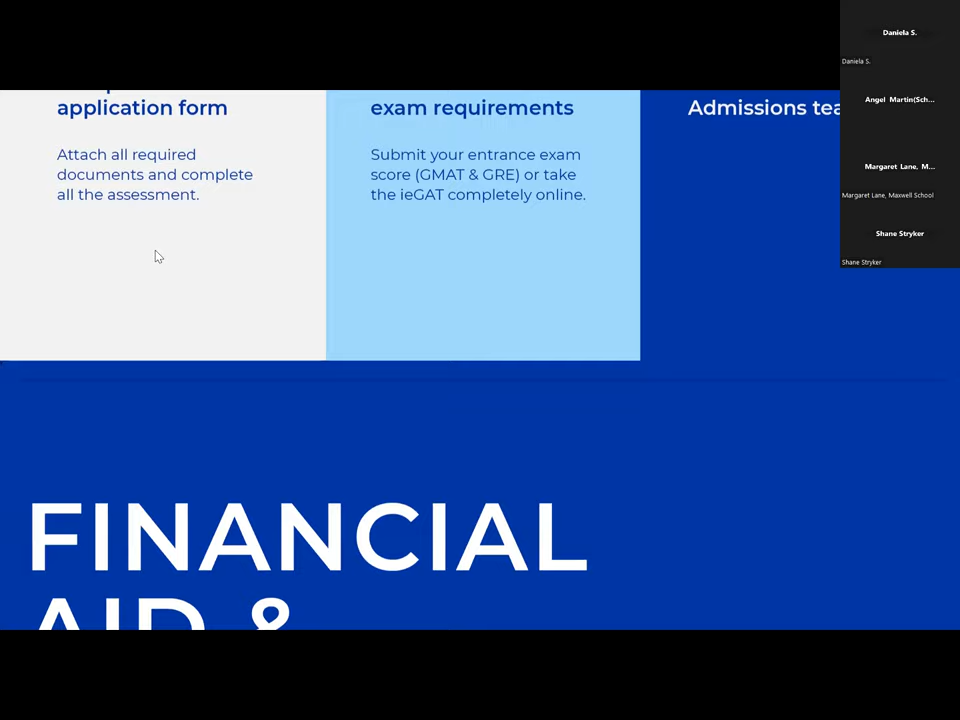 application form
Attach all required
documents and complete
all the assessment.
exam requirements
Submit your entrance exam
score (GMAT & GRE) or take
the ieGAT completely online.
Admissions
FINANCIAL
AID &
Daniela S.
Daniela S.
Angel Martin(Sch...
Margaret Lane, M...
Margaret Lane, Maxwell School
Shane Stryker
Shane Stryker